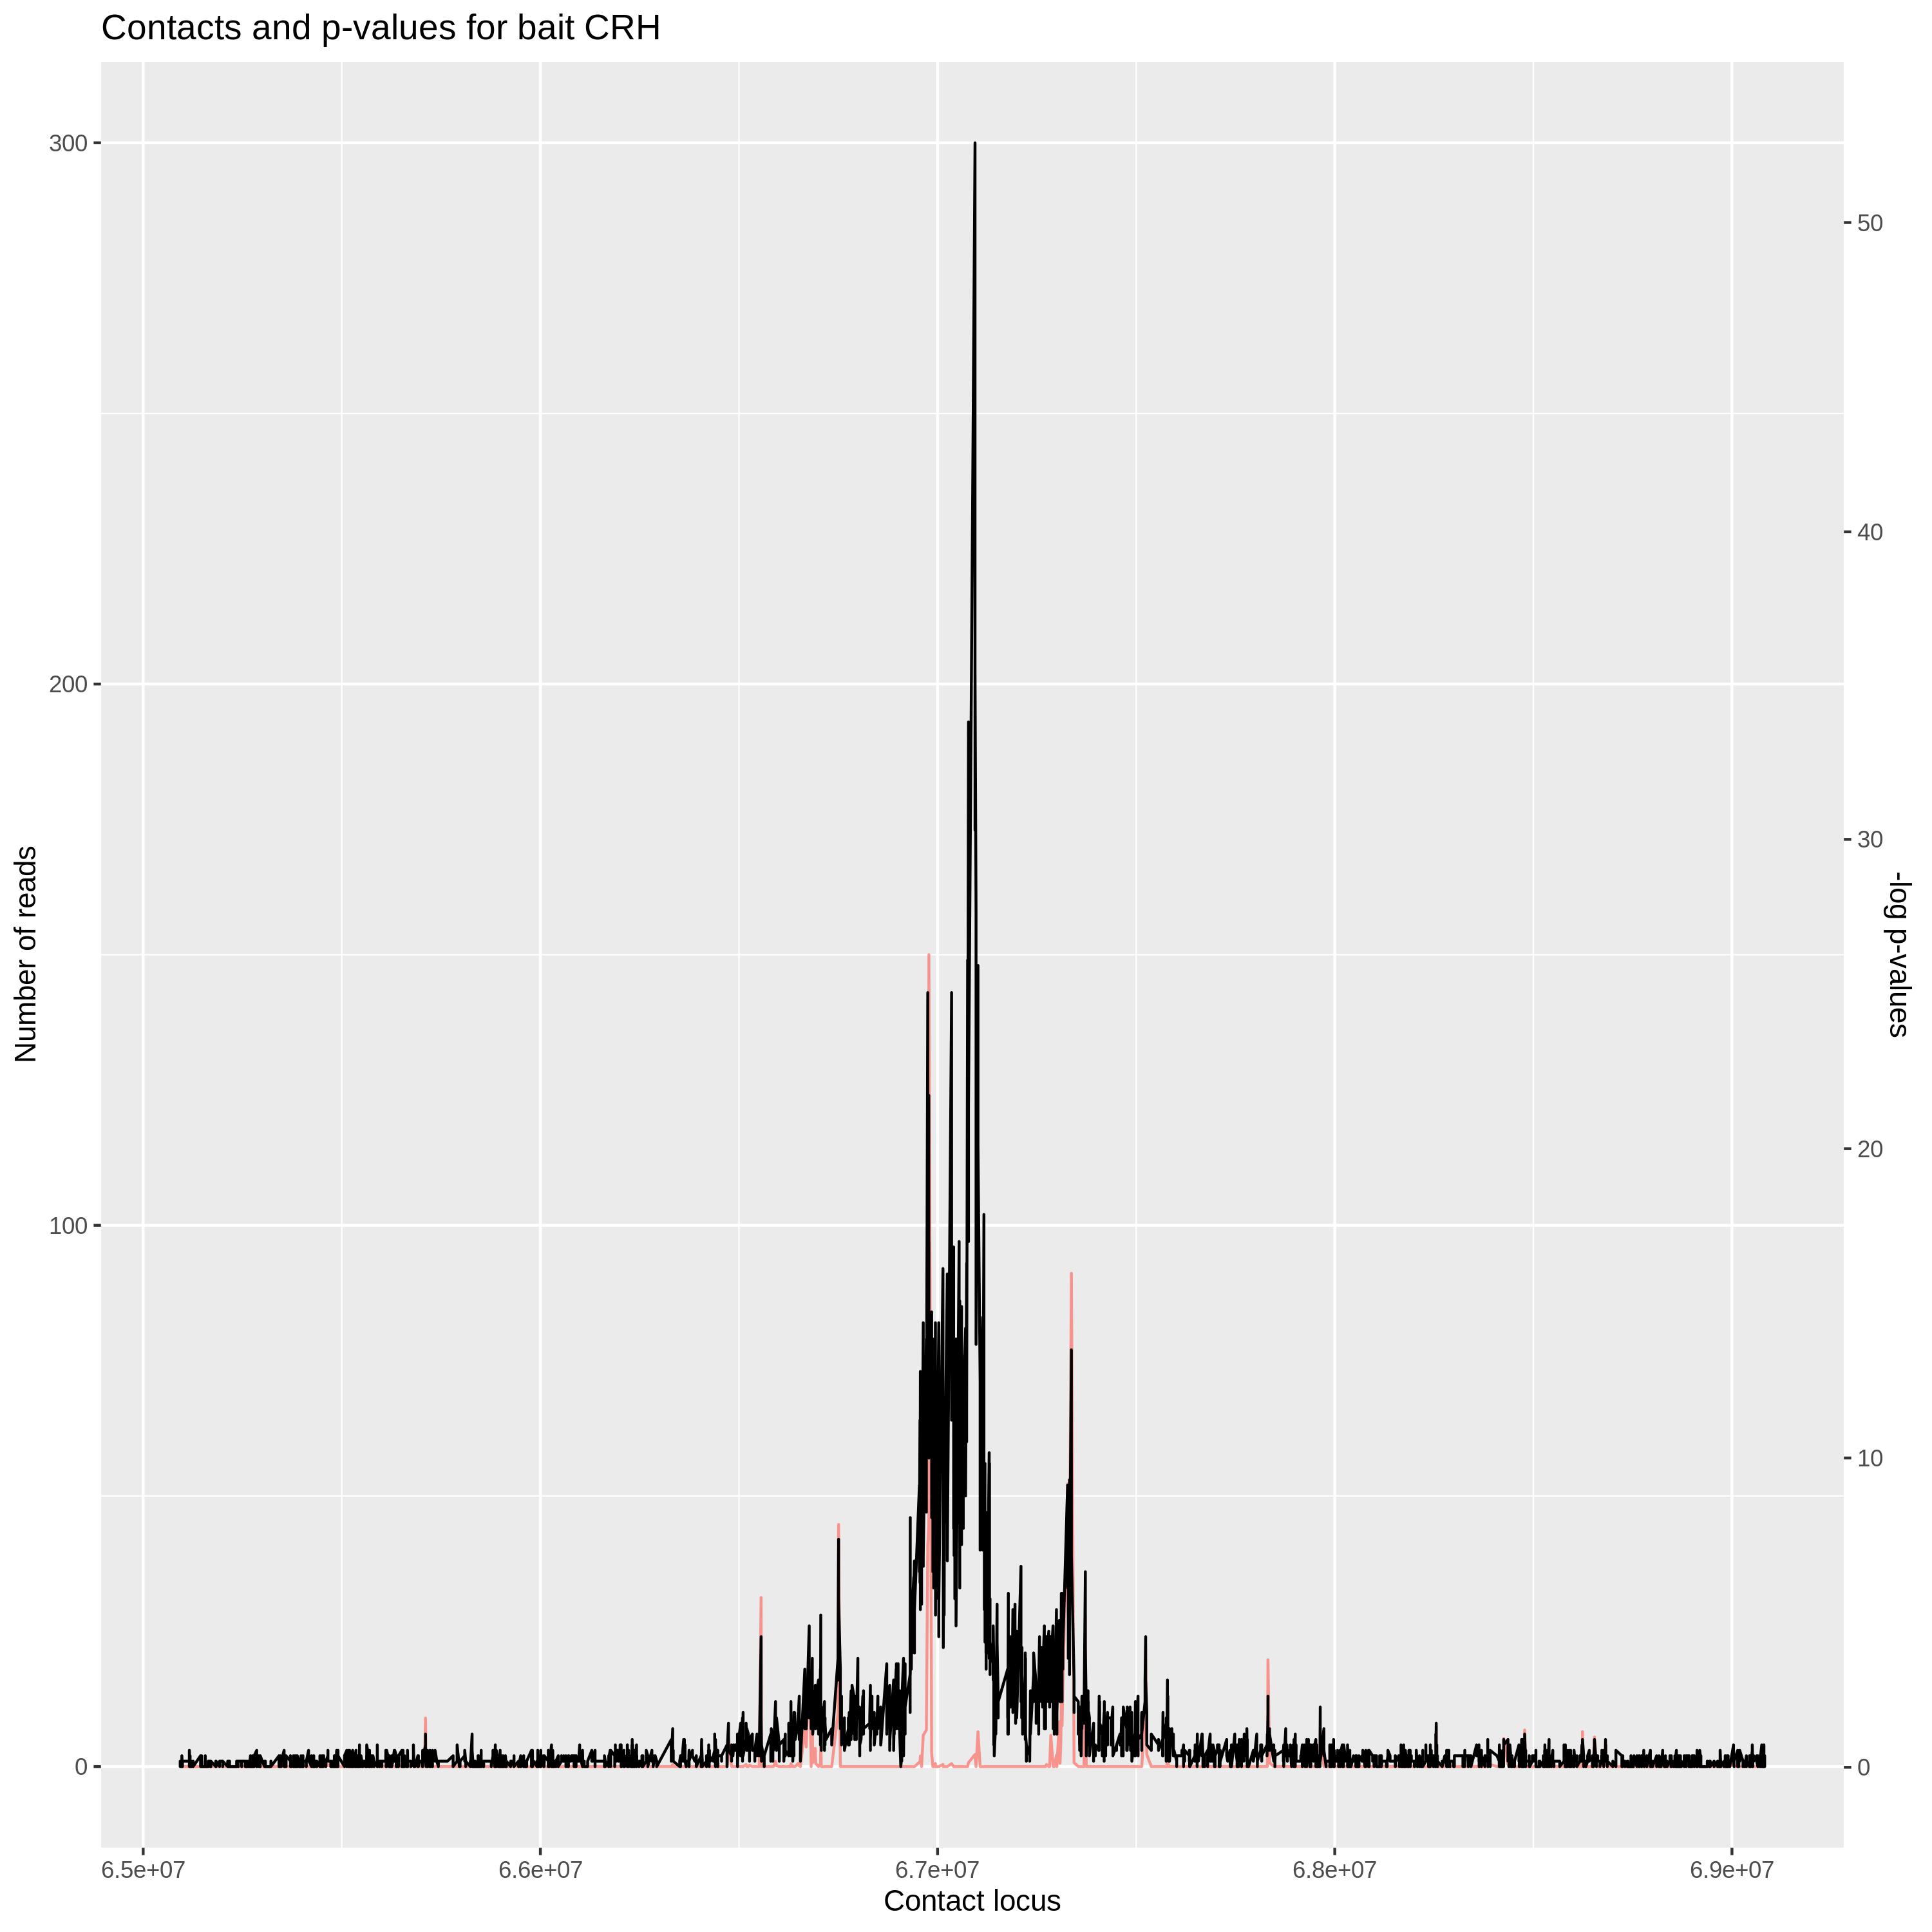 Contacts and p-values for bait CRH
300
200
100
0
Number of reads
50
40
30
20
10
0
-log p-values
6.5e+07
6.6e+07
6.7e+07
6.8e+07
6.9e+07
Contact locus